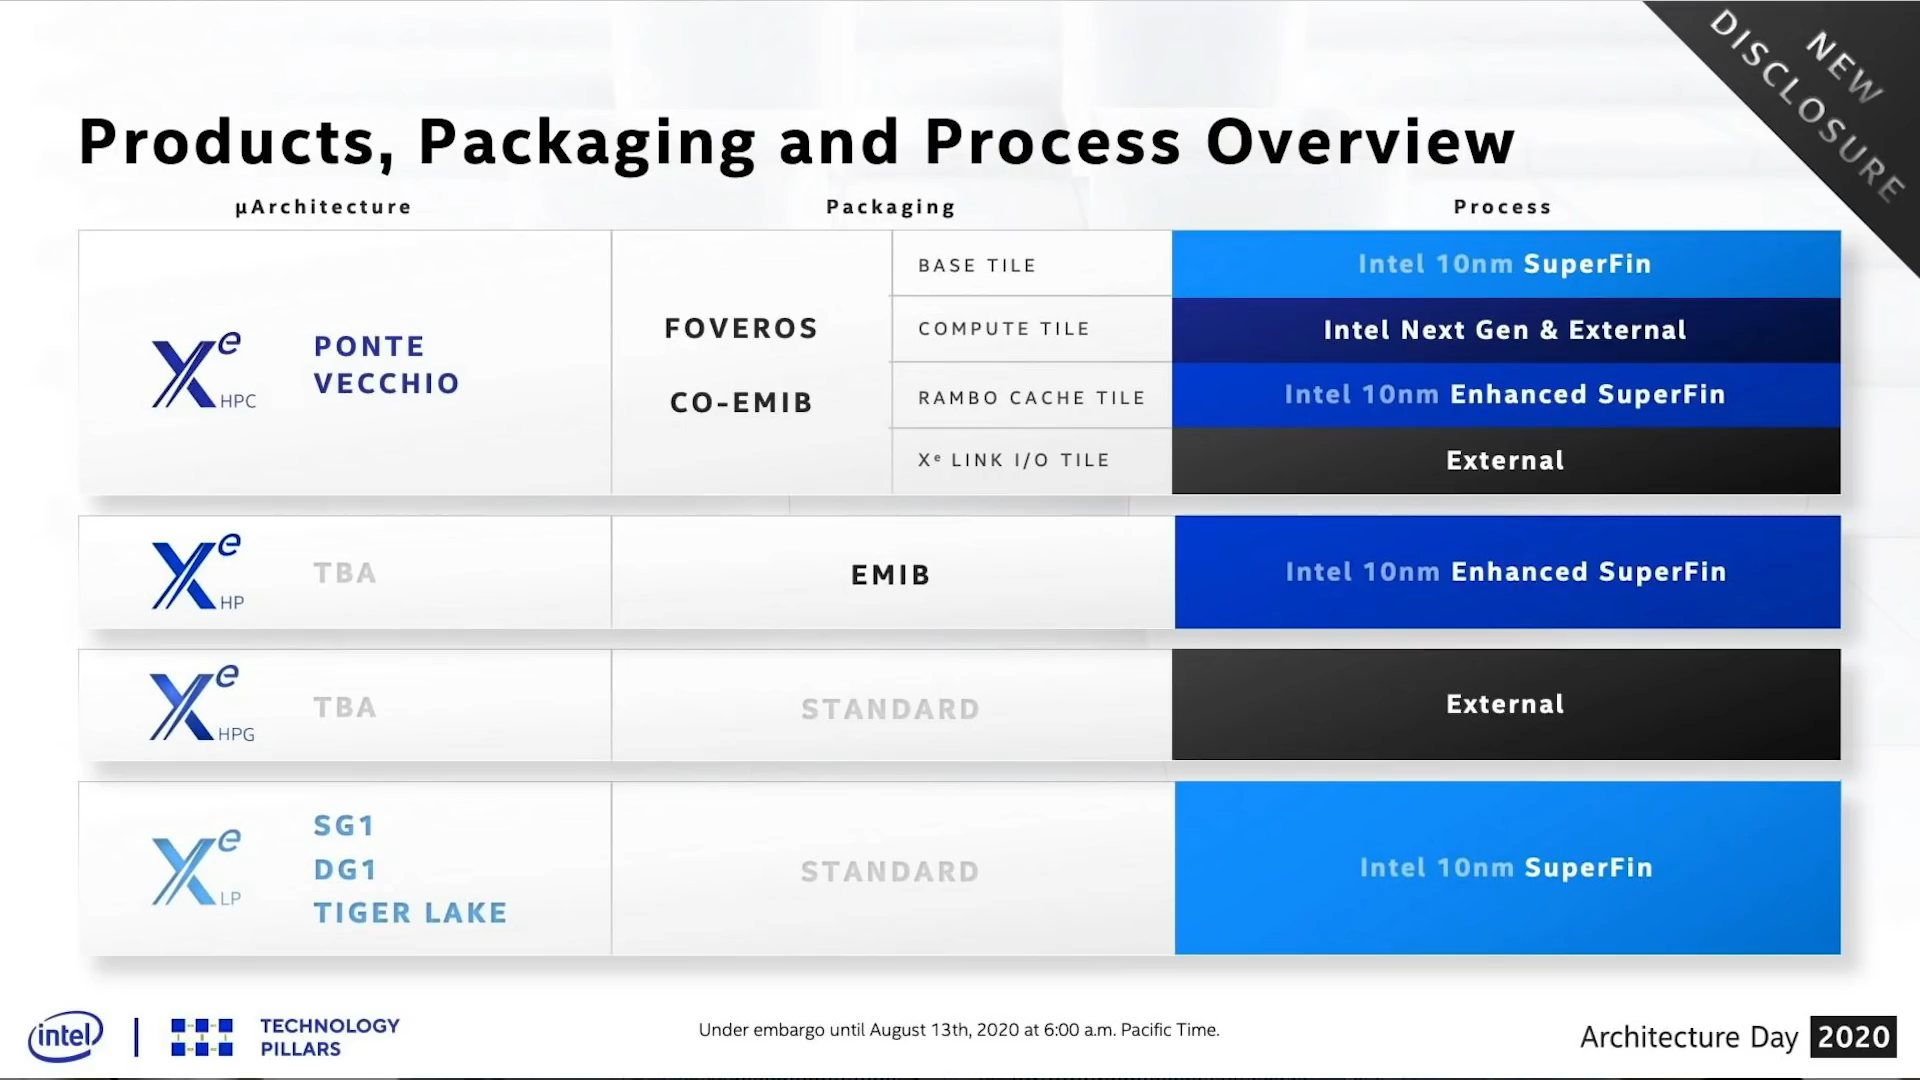 NEW
DISCLOSURE
Products, Packaging and Process Overview
µArchitecture
Packaging
Process
Xe HPC
PONTE
VECCHIO
FOVEROS
CO-EMIB
BASE TILE
Intel 10nm SuperFin
COMPUTE TILE
Intel Next Gen & External
RAMBO CACHE TILE
Intel 10nm Enhanced SuperFin
Xᵉ LINK I/O TILE
External
Xe HP
TBA
EMIB
Intel 10nm Enhanced SuperFin
Xe HPG
TBA
STANDARD
External
Xe LP
SG1
DG1
TIGER LAKE
STANDARD
Intel 10nm SuperFin
intel
TECHNOLOGY
PILLARS
Under embargo until August 13th, 2020 at 6:00 a.m. Pacific Time.
Architecture Day 2020